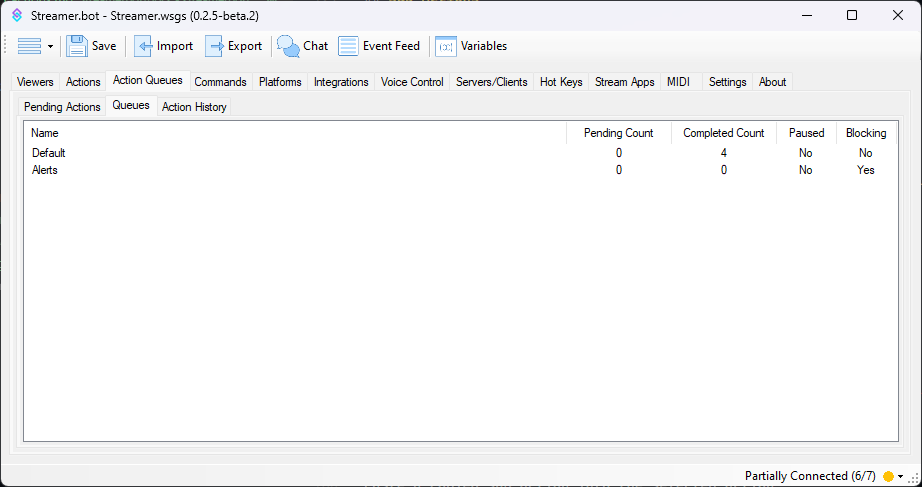 Streamer.bot - Streamer.wsgs (0.2.5-beta.2)
Save Import Export Chat Event Feed Variables
Viewers Actions Action Queues Commands Platforms Integrations Voice Control Servers/Clients Hot Keys Stream Apps MIDI Settings About
Pending Actions Queues Action History
Name Pending Count Completed Count Paused Blocking
Default 0 4 No No
Alerts 0 0 No Yes
Partially Connected (6/7)